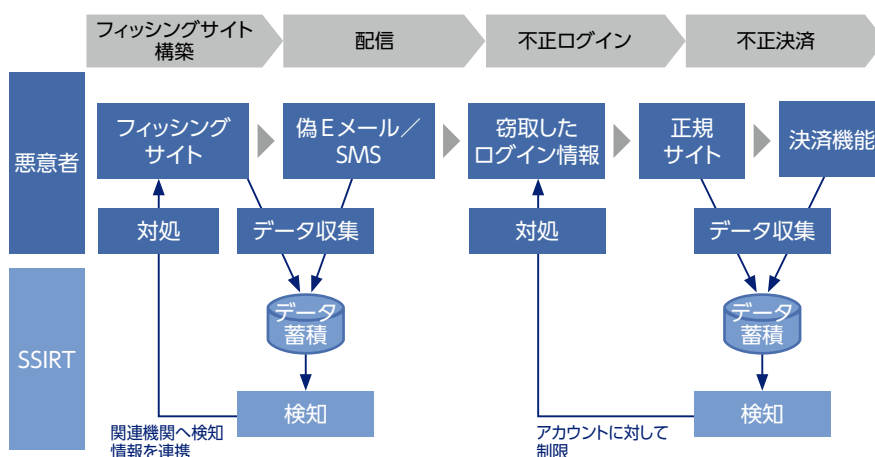 フィッシングサイト
構築
配信
不正ログイン
不正決済
悪意者
フィッシング
サイト
偽Eメール／
SMS
窃取した
ログイン情報
正規
サイト
決済機能
対処
データ収集
対処
データ収集
SSIRT
データ
蓄積
データ
蓄積
検知
検知
関連機関へ検知
情報を連携
アカウントに対して
制限